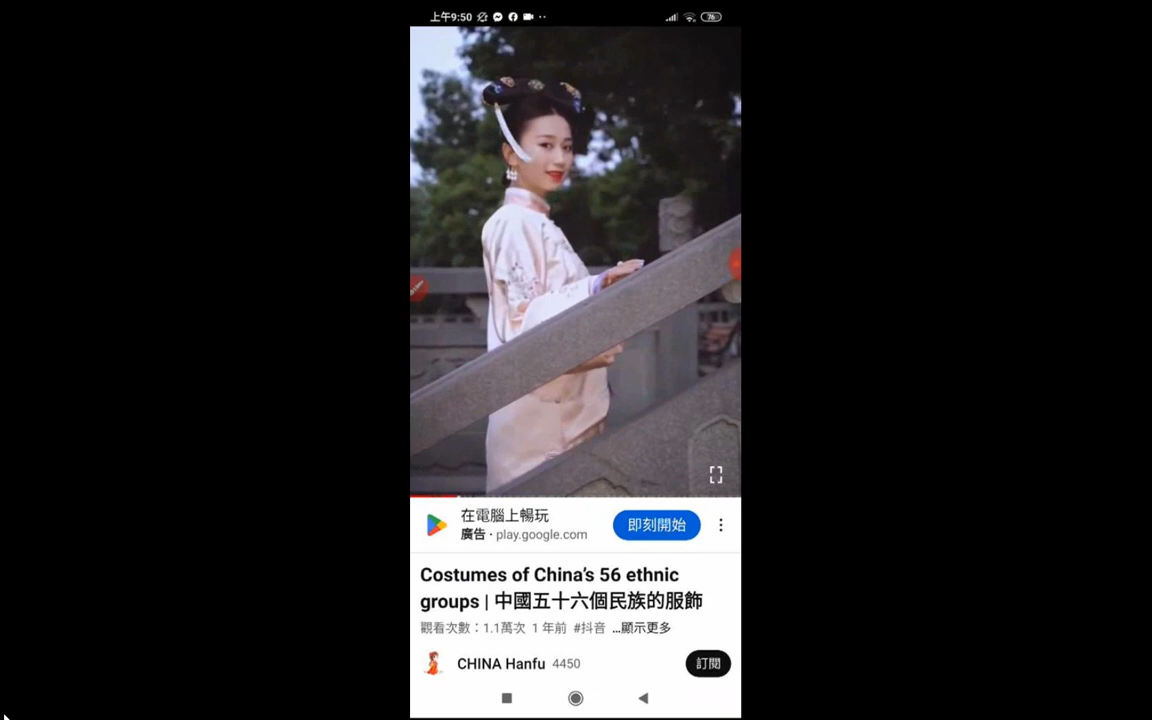 上午9:50
76
在電腦上暢玩
廣告 · play.google.com
即刻開始
Costumes of China's 56 ethnic
groups | 中國五十六個民族的服飾
觀看次數：1.1萬次 1 年前 #抖音 ...顯示更多
CHINA Hanfu 4450
訂閱